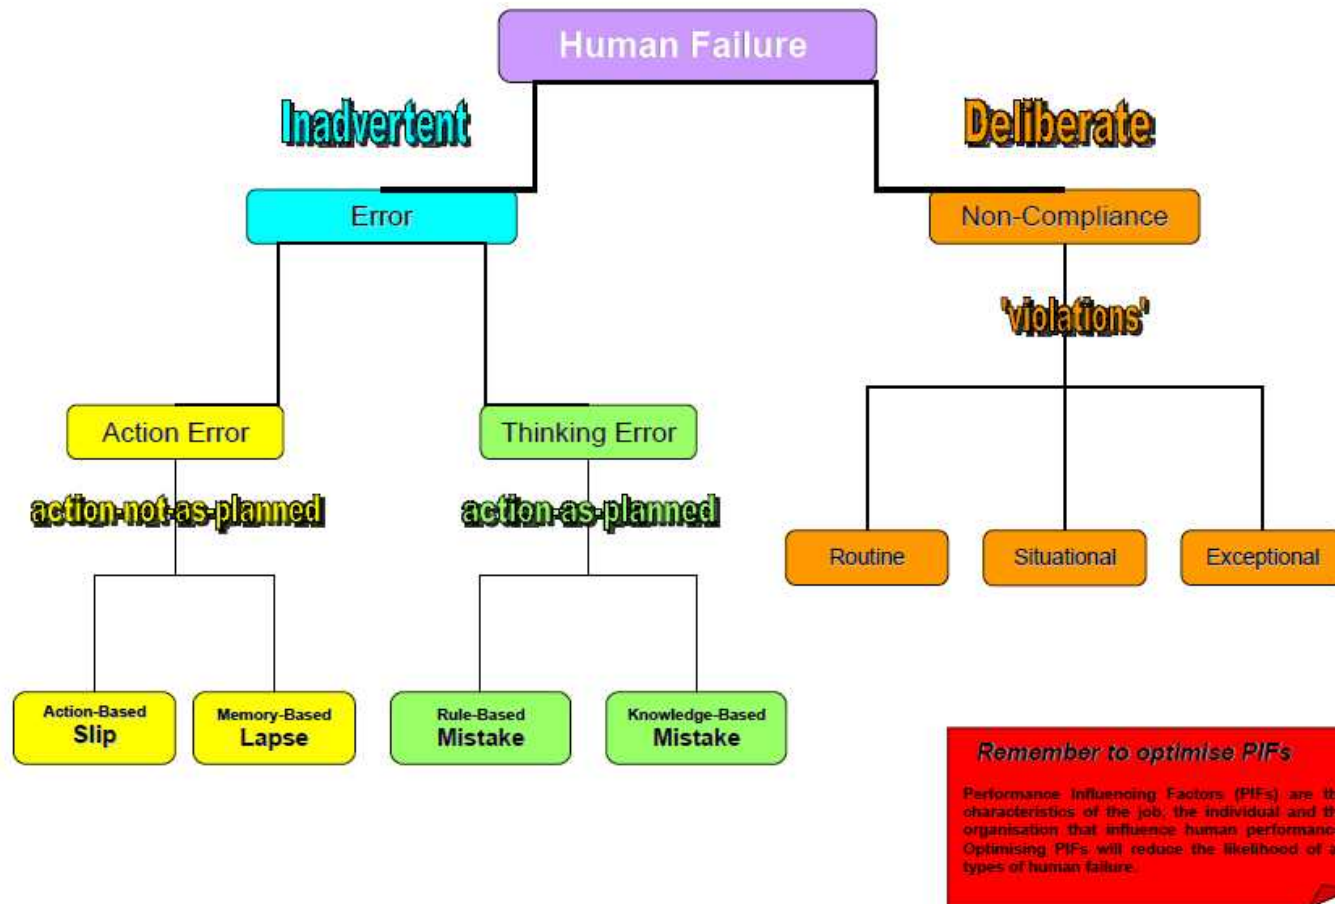 Human Failure
Inadvertent
Deliberate
Error
Non-Compliance
'violations'
Action Error
Thinking Error
action-not-as-planned
action-as-planned
Routine
Situational
Exceptional
Action-Based
Slip
Memory-Based
Lapse
Rule-Based
Mistake
Knowledge-Based
Mistake
Remember to optimise PIFs
Performance Influencing Factors (PIFs) are
characteristics of the job, the individual and
organisation that influence human
Optimising PIFs will reduce the likelihood of
types of human failure.